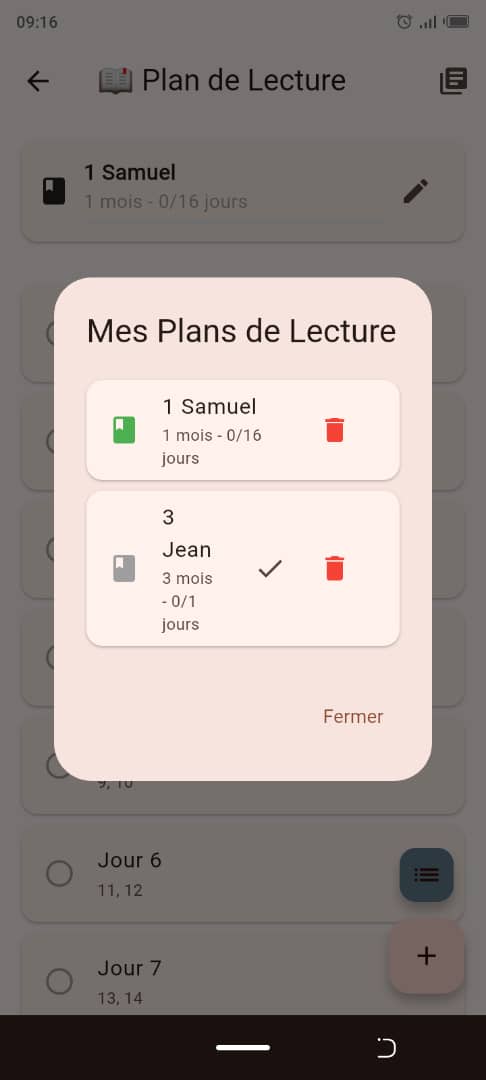 09:16
Plan de Lecture
1 Samuel
1 mois - 0/16 jours
Mes Plans de Lecture
1 Samuel
1 mois - 0/16
jours
3
Jean
3 mois
- 0/1
jours
Fermer
9, 10
Jour 6
11, 12
Jour 7
13, 14